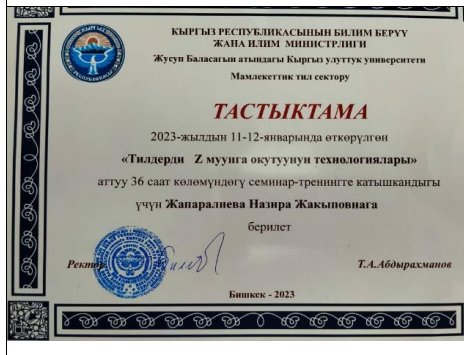 КЫРГЫЗ РЕСПУБЛИКАСЫНЫН БИЛИМ БЕРҮҮ
ЖАНА ИЛИМ МИНИСТРЛИГИ
Жусуп Баласагын атындагы Кыргыз улуттук университети
Мамлекеттик тил сектору
ТАСТЫКТАМА
2023-жылдын 11-12-январында өткөрүлгөн
«Тилдерди Z муунга окутуунун технологиялары»
аттуу 36 саат көлөмүндөгү семинар-тренингге катышкандыгы
үчүн Жапаралиева Назира Жакыповнага
берилет
Ректор Т.А.Абдырахманов
Бишкек - 2023